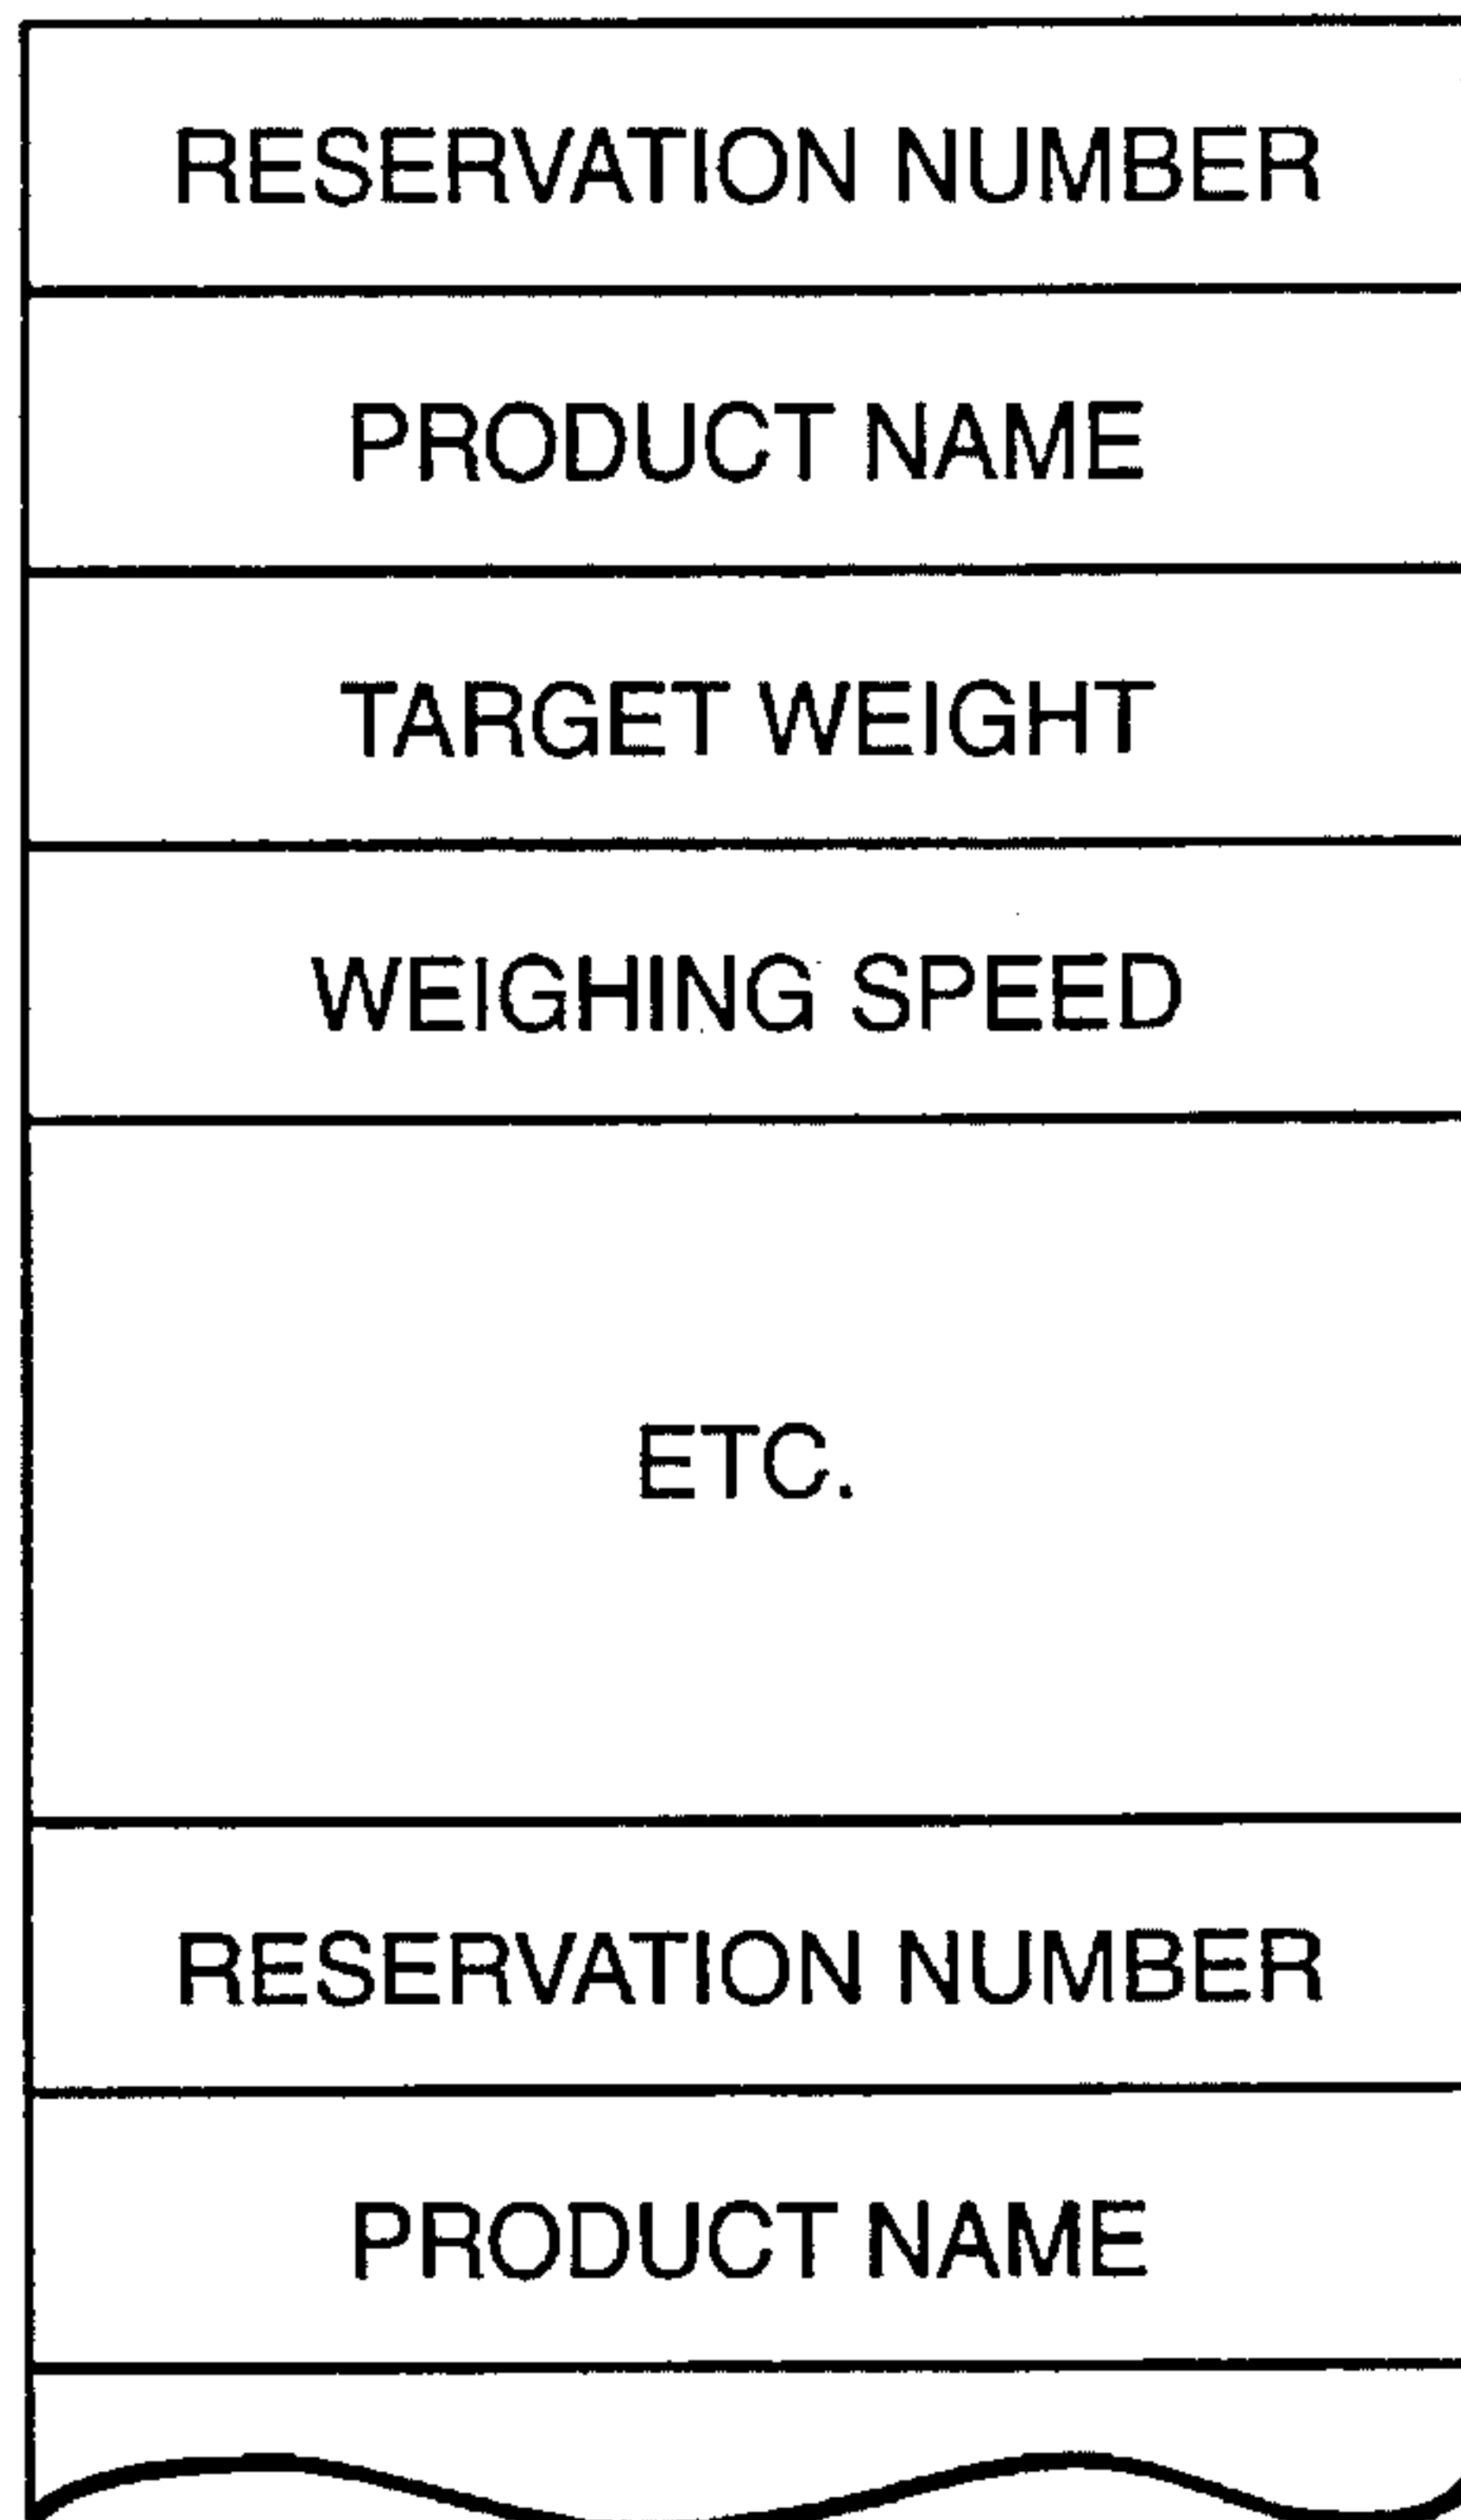 RESERVATION NUMBER
PRODUCT NAME
TARGET WEIGHT
WEIGHING SPEED
ETC.
RESERVATION NUMBER
PRODUCT NAME